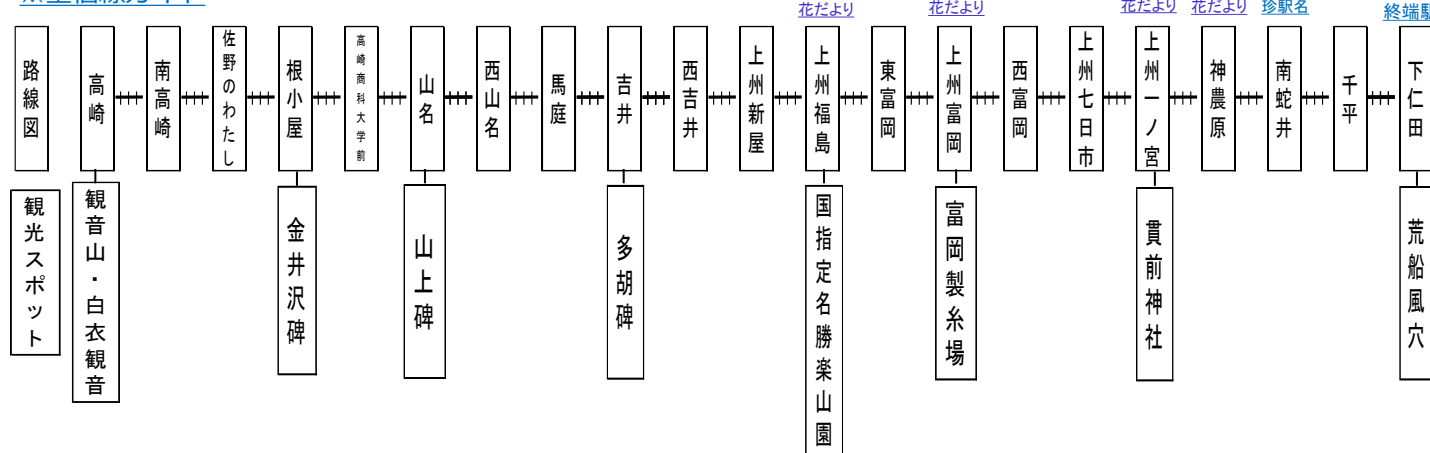 花だより
花だより
花だより
花だより
珍駅名
路線図
高崎
南高崎
佐野のわたし
根小屋
高崎商科大学前
山名
西山名
馬庭
吉井
西吉井
上州新屋
上州福島
東富岡
上州富岡
西富岡
上州七日市
上州一ノ宮
神農原
南蛇井
千平
下仁田
観光スポット
観音山・白衣観音
金井沢碑
山上碑
多胡碑
国指定名勝楽山園
富岡製糸場
貫前神社
荒船風穴